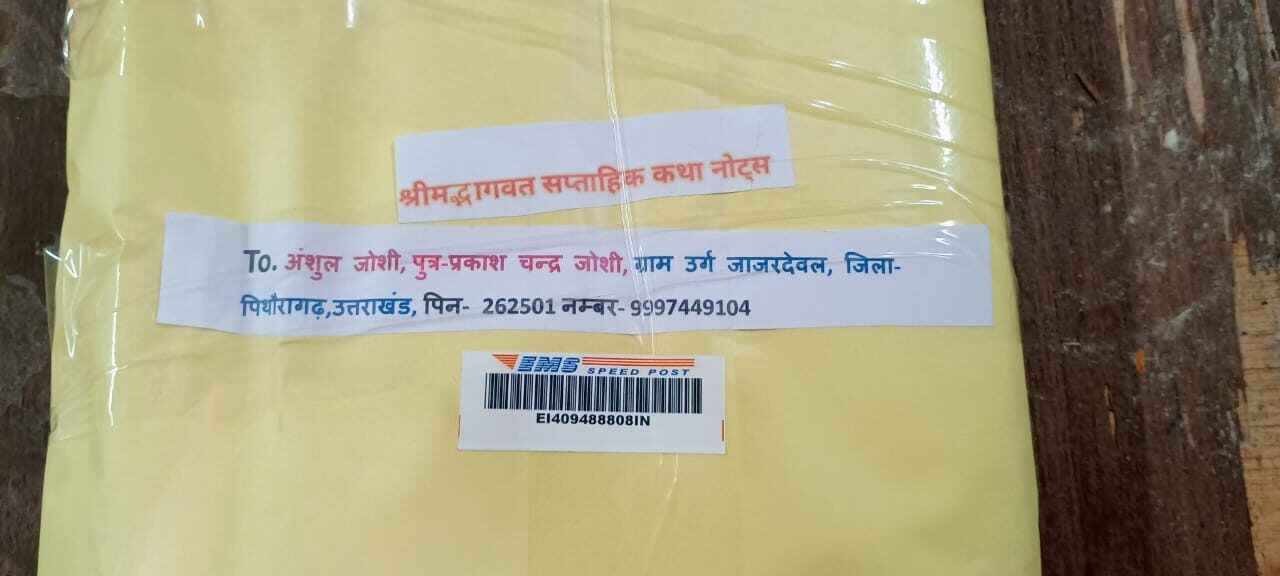 श्रीमद्भागवत सप्ताहिक कथा नोट्स
To. अंशुल जोशी, पुत्र-प्रकाश चन्द्र जोशी, ग्राम उर्ग जाजरदेवल, जिला-
पिथौरागढ़,उत्तराखंड, पिन- 262501 नम्बर- 9997449104
EMS
SPEED POST
EI409488808IN